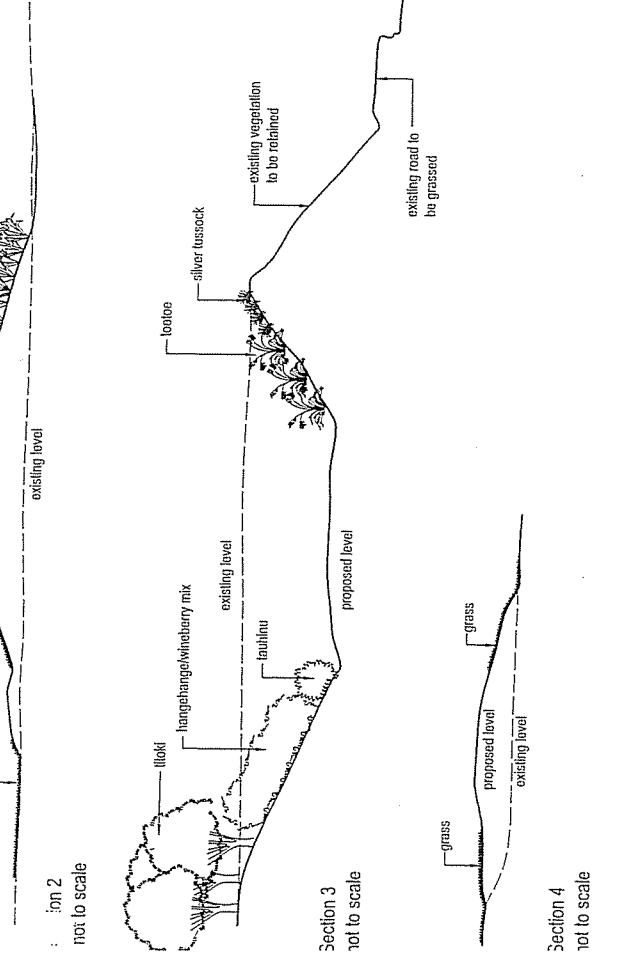 existing level
ion 2
not to scale
existing vegetation
to be retained
silver tussock
toetoe
existing road to
be grassed
existing level
hangehange/wineberry mix
tauhinu
titoki
proposed level
Section 3
not to scale
grass
grass
proposed level
existing level
Section 4
not to scale